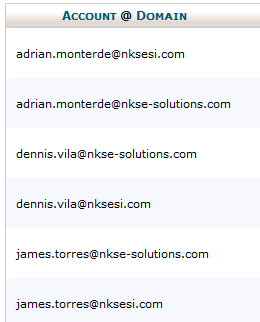 Account @ Domain
adrian.monterde@nksesi.com
adrian.monterde@nkse-solutions.com
dennis.vila@nkse-solutions.com
dennis.vila@nksesi.com
james.torres@nkse-solutions.com
james.torres@nksesi.com